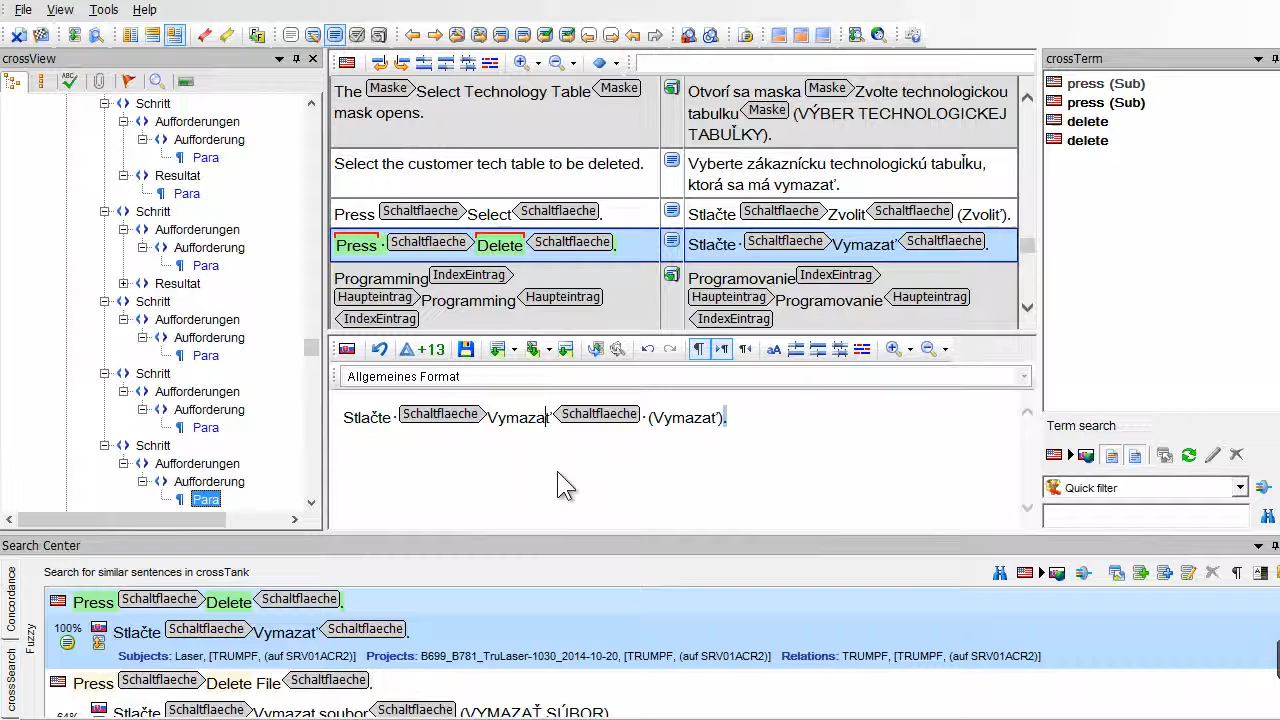 File View Tools Help
crossView
Schritt
Aufforderungen
Aufforderung
Para
Resultat
Para
Schritt
Aufforderungen
Aufforderung
Para
Resultat
Schritt
Aufforderungen
Aufforderung
Para
Schritt
Aufforderungen
Aufforderung
Para
Schritt
Aufforderungen
Aufforderung
Para
The Maske Select Technology Table Maske
mask opens.
Otvorí sa maska Maske Zvolte technologickou
tabulku Maske (VÝBER TECHNOLOGICKEJ
TABUĽKY).
Select the customer tech table to be deleted.
Vyberte zákaznícku technologickú tabuľku,
ktorá sa má vymazať.
Press Schaltflaeche Select Schaltflaeche.
Stlačte Schaltflaeche Zvolit Schaltflaeche (Zvoliť).
Press· Schaltflaeche Delete Schaltflaeche.
Stlačte· Schaltflaeche Vymazať Schaltflaeche.
Programming IndexEintrag
Haupteintrag Programming Haupteintrag
IndexEintrag
Programovanie IndexEintrag
Haupteintrag Programovanie Haupteintrag
IndexEintrag
+13
Allgemeines Format
Stlačte· Schaltflaeche Vymazať Schaltflaeche ·(Vymazať).
crossTerm
press (Sub)
press (Sub)
delete
delete
Term search
Quick filter
Search Center
Concordance
Fuzzy
crossSearch
Search for similar sentences in crossTank
Press Schaltflaeche Delete Schaltflaeche.
100%
Stlačte Schaltflaeche Vymazať Schaltflaeche.
Subjects: Laser, [TRUMPF, (auf SRV01ACR2)] Projects: B699_B781_TruLaser-1030_2014-10-20, [TRUMPF, (auf SRV01ACR2)] Relations: TRUMPF, [TRUMPF, (auf SRV01ACR2)]
Press Schaltflaeche Delete File Schaltflaeche.
64%
Stlačte Schaltflaeche Vymazat soubor Schaltflaeche (VYMAZAŤ SÚBOR)